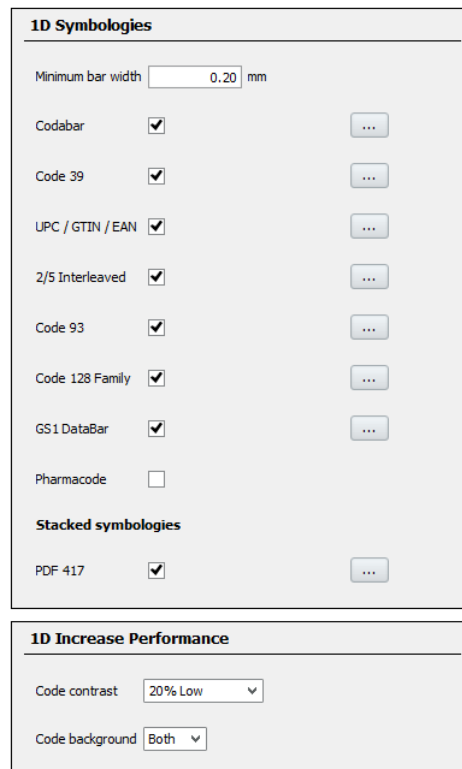 1D Symbologies
Minimum bar width 0.20 mm
Codabar ...
Code 39 ...
UPC / GTIN / EAN ...
2/5 Interleaved ...
Code 93 ...
Code 128 Family ...
GS1 DataBar ...
Pharmacode
Stacked symbologies
PDF 417 ...
1D Increase Performance
Code contrast 20% Low
Code background Both